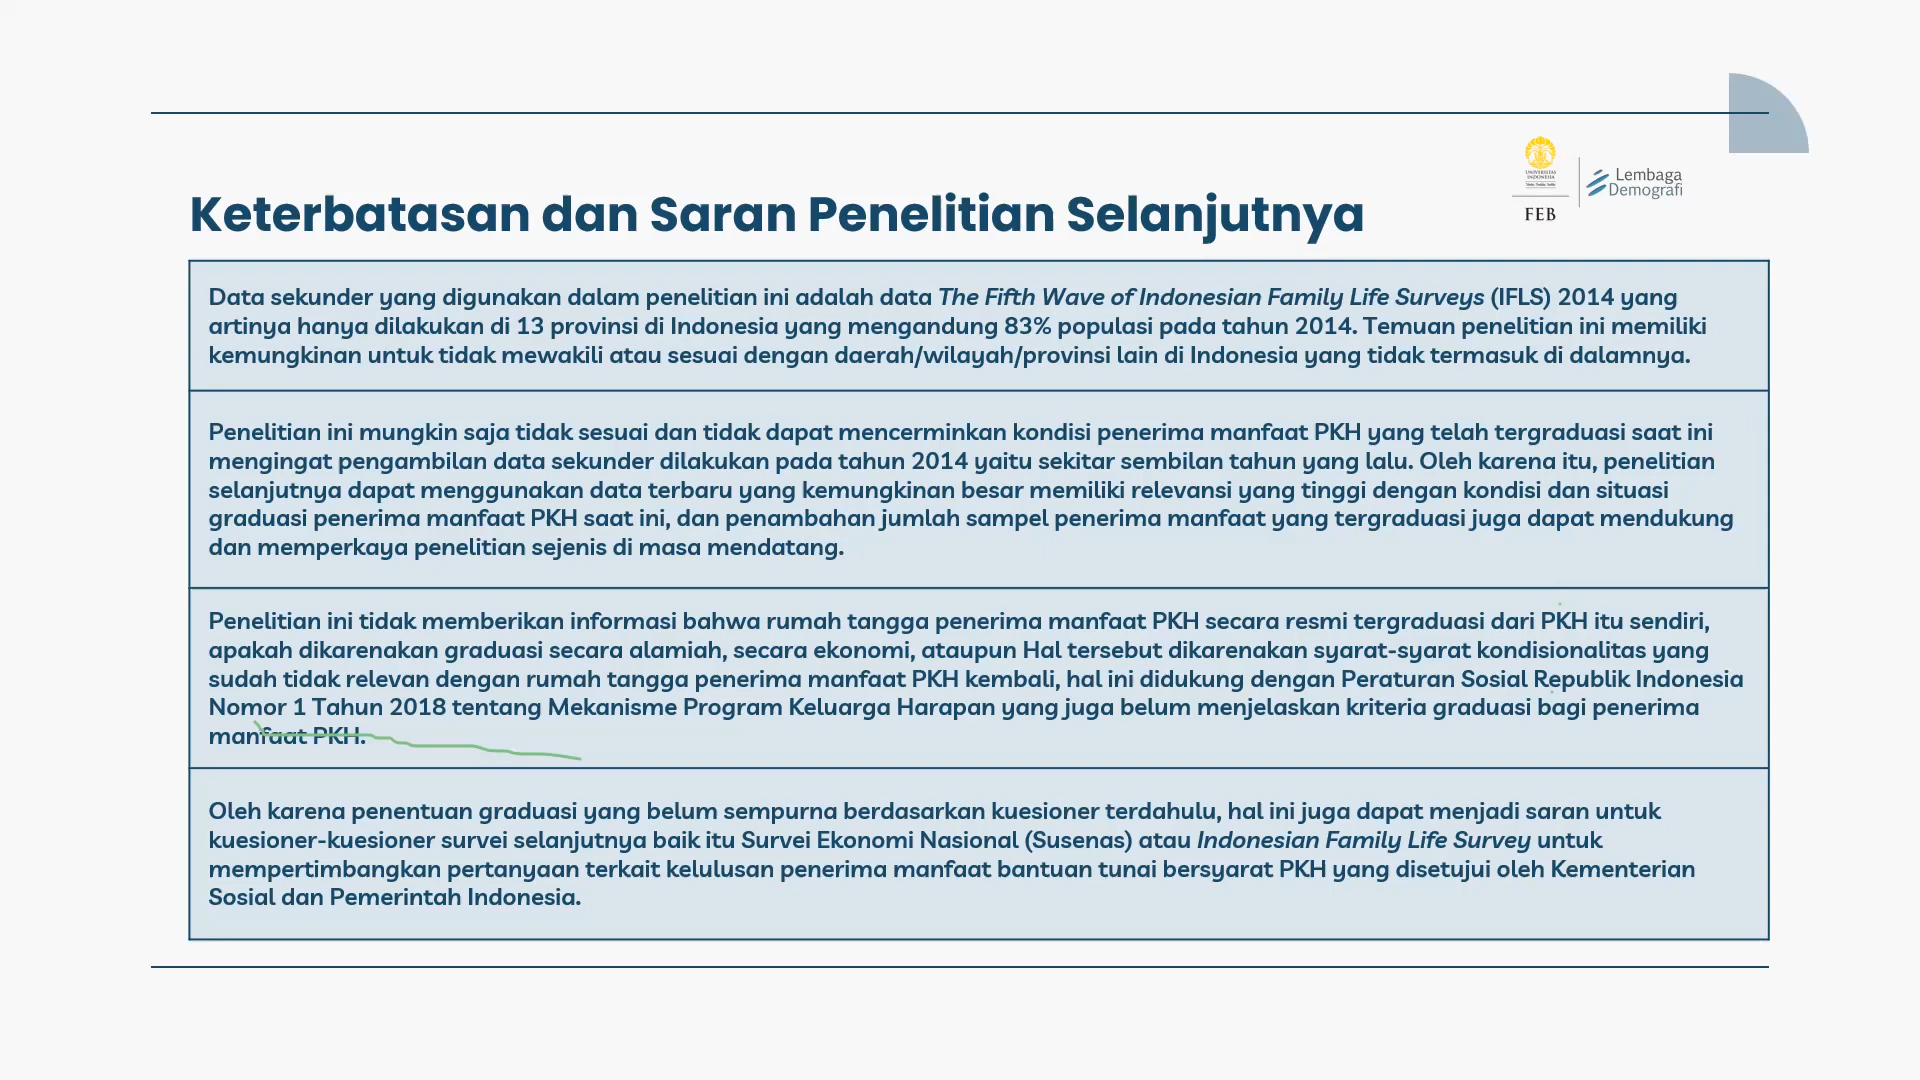 UNIVERSITAS
INDONESIA
FEB
Lembaga
Demografi
Keterbatasan dan Saran Penelitian Selanjutnya
Data sekunder yang digunakan dalam penelitian ini adalah data The Fifth Wave of Indonesian Family Life Surveys (IFLS) 2014 yang
artinya hanya dilakukan di 13 provinsi di Indonesia yang mengandung 83% populasi pada tahun 2014. Temuan penelitian ini memiliki
kemungkinan untuk tidak mewakili atau sesuai dengan daerah/wilayah/provinsi lain di Indonesia yang tidak termasuk di dalamnya.
Penelitian ini mungkin saja tidak sesuai dan tidak dapat mencerminkan kondisi penerima manfaat PKH yang telah tergraduasi saat ini
mengingat pengambilan data sekunder dilakukan pada tahun 2014 yaitu sekitar sembilan tahun yang lalu. Oleh karena itu, penelitian
selanjutnya dapat menggunakan data terbaru yang kemungkinan besar memiliki relevansi yang tinggi dengan kondisi dan situasi
graduasi penerima manfaat PKH saat ini, dan penambahan jumlah sampel penerima manfaat yang tergraduasi juga dapat mendukung
dan memperkaya penelitian sejenis di masa mendatang.
Penelitian ini tidak memberikan informasi bahwa rumah tangga penerima manfaat PKH secara resmi tergraduasi dari PKH itu sendiri,
apakah dikarenakan graduasi secara alamiah, secara ekonomi, ataupun Hal tersebut dikarenakan syarat-syarat kondisionalitas yang
sudah tidak relevan dengan rumah tangga penerima manfaat PKH kembali, hal ini didukung dengan Peraturan Sosial Republik Indonesia
Nomor 1 Tahun 2018 tentang Mekanisme Program Keluarga Harapan yang juga belum menjelaskan kriteria graduasi bagi penerima
manfaat PKH.
Oleh karena penentuan graduasi yang belum sempurna berdasarkan kuesioner terdahulu, hal ini juga dapat menjadi saran untuk
kuesioner-kuesioner survei selanjutnya baik itu Survei Ekonomi Nasional (Susenas) atau Indonesian Family Life Survey untuk
mempertimbangkan pertanyaan terkait kelulusan penerima manfaat bantuan tunai bersyarat PKH yang disetujui oleh Kementerian
Sosial dan Pemerintah Indonesia.